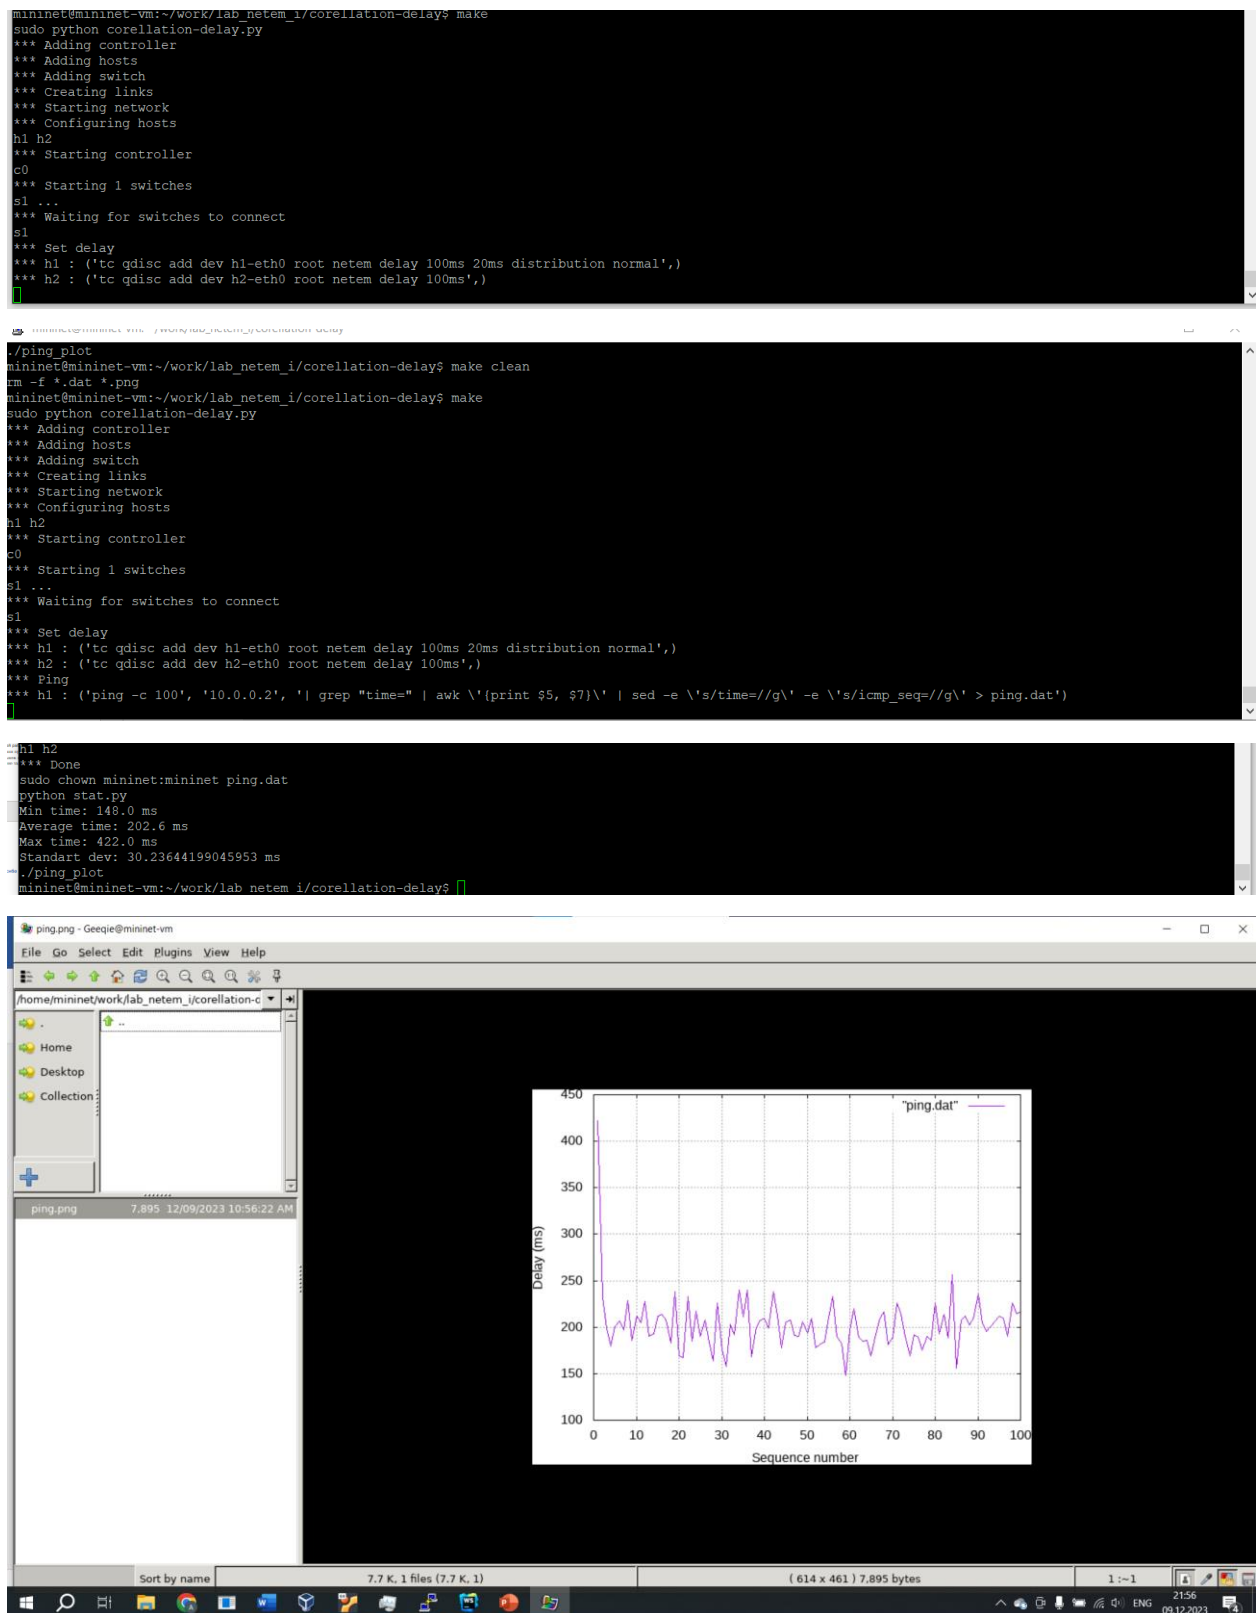 mininet@mininet-vm:~/work/lab_netem_i/corellation-delay$ make
sudo python corellation-delay.py
*** Adding controller
*** Adding hosts
*** Adding switch
*** Creating links
*** Starting network
*** Configuring hosts
h1 h2
*** Starting controller
c0
*** Starting 1 switches
s1 ...
*** Waiting for switches to connect
s1
*** Set delay
*** h1 : ('tc qdisc add dev h1-eth0 root netem delay 100ms 20ms distribution normal',)
*** h2 : ('tc qdisc add dev h2-eth0 root netem delay 100ms',)
mininet@mininet-vm: ~/work/lab_netem_i/corellation-delay
./ping_plot
mininet@mininet-vm:~/work/lab_netem_i/corellation-delay$ make clean
rm -f *.dat *.png
mininet@mininet-vm:~/work/lab_netem_i/corellation-delay$ make
sudo python corellation-delay.py
*** Adding controller
*** Adding hosts
*** Adding switch
*** Creating links
*** Starting network
*** Configuring hosts
h1 h2
*** Starting controller
c0
*** Starting 1 switches
s1 ...
*** Waiting for switches to connect
s1
*** Set delay
*** h1 : ('tc qdisc add dev h1-eth0 root netem delay 100ms 20ms distribution normal',)
*** h2 : ('tc qdisc add dev h2-eth0 root netem delay 100ms',)
*** Ping
*** h1 : ('ping -c 100', '10.0.0.2', '| grep "time=" | awk \'{print $5, $7}\' | sed -e \'s/time=//g\' -e \'s/icmp_seq=//g\' > ping.dat')
h1 h2
*** Done
sudo chown mininet:mininet ping.dat
python stat.py
Min time: 148.0 ms
Average time: 202.6 ms
Max time: 422.0 ms
Standart dev: 30.23644199045953 ms
./ping_plot
mininet@mininet-vm:~/work/lab_netem_i/corellation-delay$
ping.png - Geeqie@mininet-vm
File Go Select Edit Plugins View Help
/home/mininet/work/lab_netem_i/corellation-c
.
..
Home
Desktop
Collection
ping.png 7,895 12/09/2023 10:56:22 AM
"ping.dat"
450
400
350
300
250
200
150
100
Delay (ms)
0 10 20 30 40 50 60 70 80 90 100
Sequence number
Sort by name 7.7 K, 1 files (7.7 K, 1) ( 614 x 461 ) 7,895 bytes 1:~1
ENG 21:56
09.12.2023
4